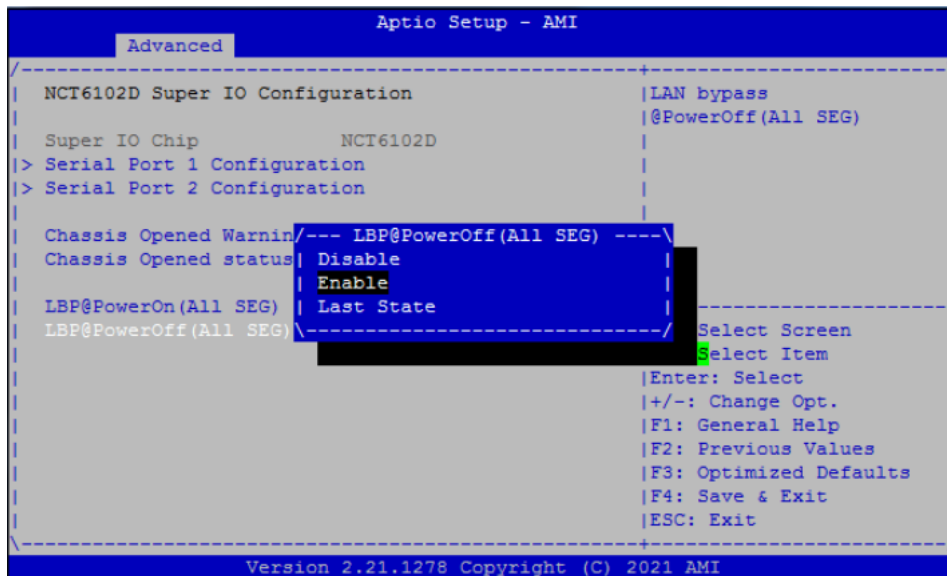 Aptio Setup - AMI
Advanced
NCT6102D Super IO Configuration
Super IO Chip NCT6102D
> Serial Port 1 Configuration
> Serial Port 2 Configuration
Chassis Opened Warnin
Chassis Opened status
LBP@PowerOn(All SEG)
LBP@PowerOff(All SEG)
/--- LBP@PowerOff(All SEG) ----\
Disable
Enable
Last State
LAN bypass
@PowerOff(All SEG)
Select Screen
Select Item
Enter: Select
+/-: Change Opt.
F1: General Help
F2: Previous Values
F3: Optimized Defaults
F4: Save & Exit
ESC: Exit
Version 2.21.1278 Copyright (C) 2021 AMI